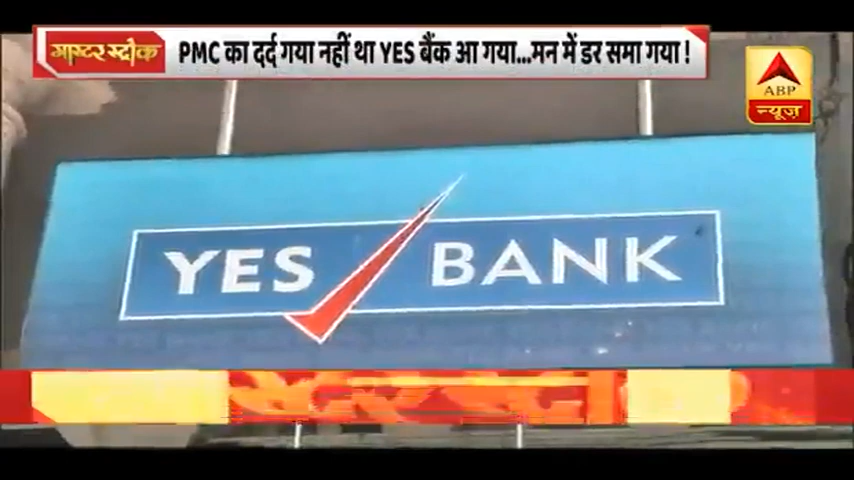 मास्टर स्ट्रोक
PMC का दर्द गया नहीं था YES बैंक आ गया...मन में डर समा गया!
ABP
न्यूज़
YES BANK